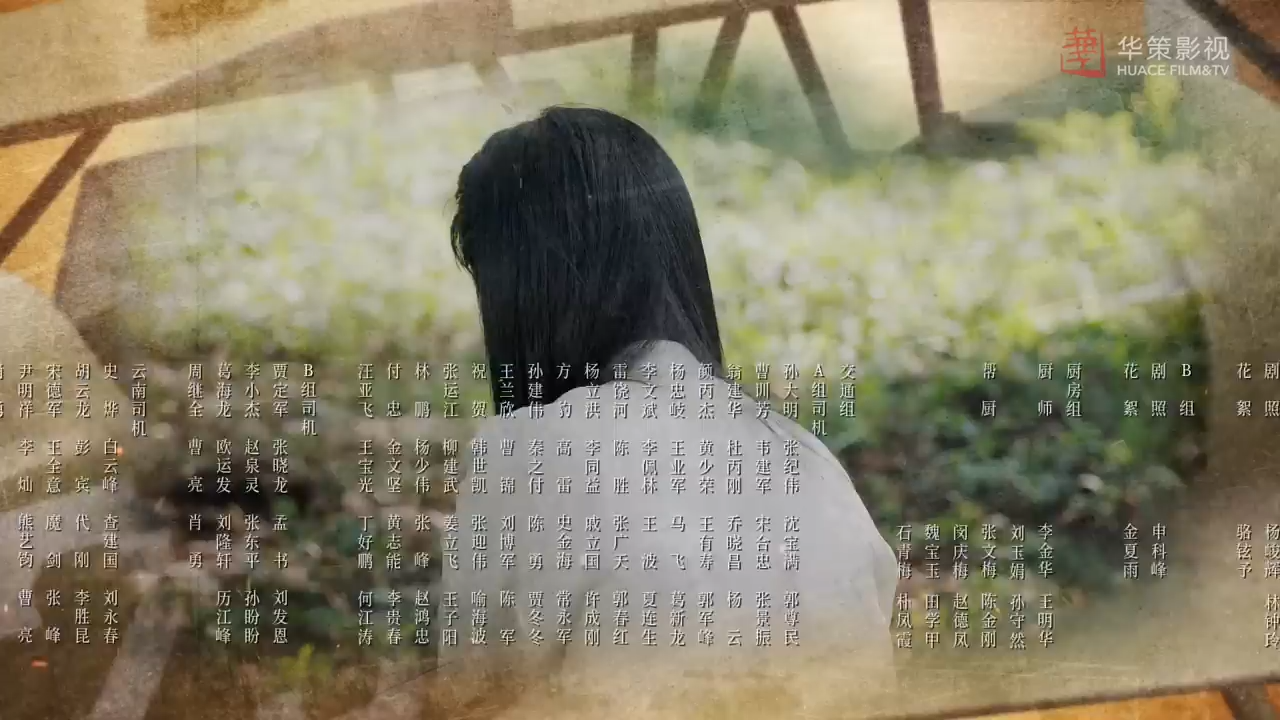 华策影视
HUACE FILM&TV
花絮
骆铉予
B组
剧照
申科峰
花絮
金夏雨
厨房组
厨师
李金华 王明华
刘玉娟 孙守然
张文梅 陈金刚
帮厨
闵庆梅 赵德凤
魏宝玉 田学甲
石青梅 朴凤霞
交通组
A组司机
孙大明 张纪伟 沈宝满 郭尊民
曹圳芳 韦建军 宋合忠 张景振
翁建华 杜丙刚 乔晓昌 杨云
颜丙杰 黄少荣 王有寿 郭军峰
杨忠岐 王业军 马飞 葛新龙
李文斌 李佩林 王波 夏连生
雷饶河 陈胜 张广天 郭春红
杨立洪 李同益 戚立国 许成刚
方钧 高雷 史金海 常永军
孙建伟 秦之付 陈勇 贾冬冬
王兰欣 曹锦 刘博军 陈军
祝贺 韩世凯 张迎伟 喻海波
张运江 柳建武 姜立飞 王子阳
林鹏 杨少伟 张峰 赵鸿忠
付忠 金文坚 黄志能 李贵春
汪亚飞 王宝光 丁好鹏 何江涛
B组司机
贾定军 张晓龙 孟书 刘发恩
李小杰 赵泉灵 张东平 孙盼盼
葛海龙 欧运发 刘隆轩 历江峰
周继全 曹亮 肖勇
云南司机
史烨 白云峰 查建国 刘永春
胡云龙 彭宾 代刚 李胜昆
宋德军 王全意 魔剑 张峰
尹明祥 李灿 熊艺钧 曹亮